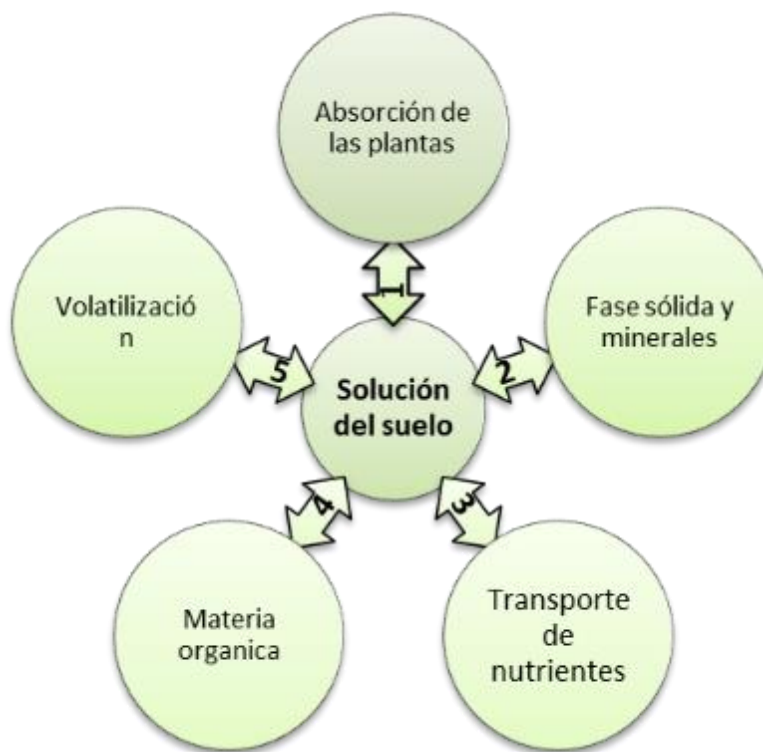 Absorción de
las plantas
1
Volatilizació
n
Fase sólida y
minerales
5
2
Solución
del suelo
4
3
Materia
organica
Transporte
de
nutrientes